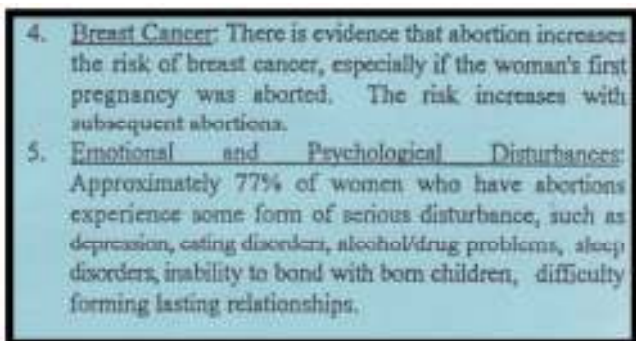 4. Breast Cancer: There is evidence that abortion increases
the risk of breast cancer, especially if the woman's first
pregnancy was aborted. The risk increases with
subsequent abortions.
5. Emotional and Psychological Disturbances:
Approximately 77% of women who have abortions
experience some form of serious disturbance, such as
depression, eating disorders, alcohol/drug problems, sleep
disorders, inability to bond with born children, difficulty
forming lasting relationships.